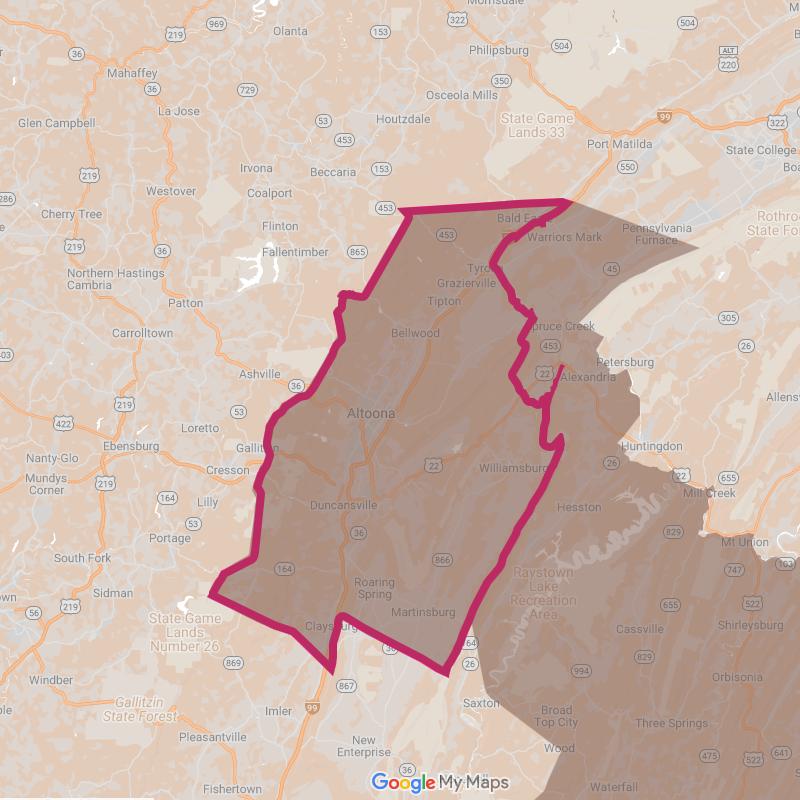 Morrisdale
Olanta
969
219
153
322
504
504
36
Mahaffey
Philipsburg
ALT
220
36
729
350
Osceola Mills
La Jose
Glen Campbell
53
Houtzdale
State Game
Lands 33
99
322
453
Port Matilda
State College
Irvona
Beccaria
153
550
219
286
Westover
Coalport
453
Cherry Tree
Flinton
Bald Eagle
453
Warriors Mark
Pennsylvania
Furnace
219
36
Fallentimber
865
Northern Hastings
Cambria
Grazierville
45
Patton
Tipton
305
Carrolltown
Bellwood
Spruce Creek
26
453
403
Petersburg
Ashville
36
22
Alexandria
219
53
Altoona
422
Loretto
Ebensburg
Gallitzin
Huntingdon
Nanty-Glo
Mundys
Corner
Cresson
22
Williamsburg
26
22
655
219
164
Lilly
Duncansville
Mill Creek
53
Hesston
Portage
36
829
Mt Union
South Fork
164
866
747
103
Raystown
Lake
Recreation
Area
Sidman
Roaring
Spring
655
522
56
219
State Game
Lands
Number 26
Martinsburg
Claysburg
Cassville
Shirleysburg
829
869
26
Windber
867
994
Orbisonia
Gallitzin
State Forest
Imler
99
Saxton
Broad
Top City
Three Springs
Pleasantville
New
Enterprise
Wood
475
522
641
36
Fishertown
Waterfall
Google My Maps